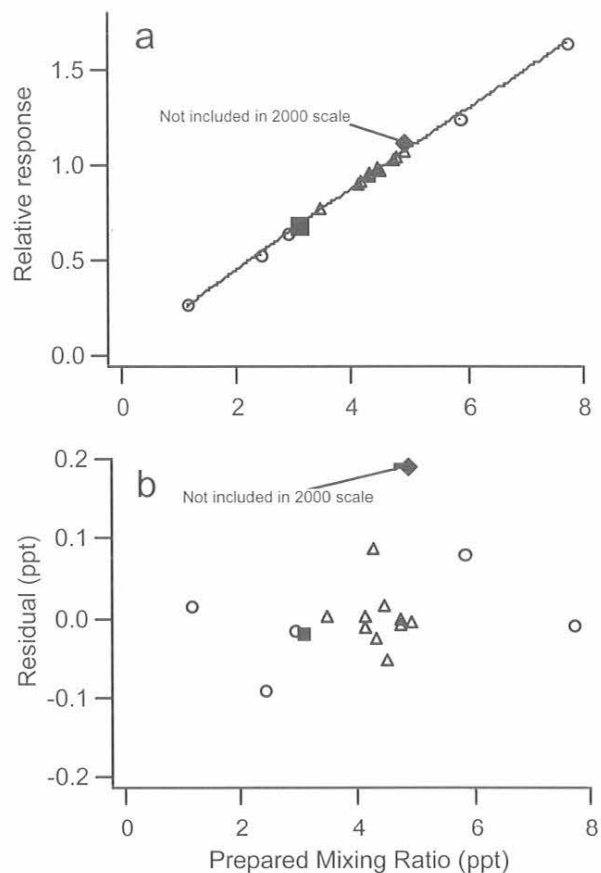 a
1.5
Not included in 2000 scale
1.0
Relative response
0.5
0.0
0 2 4 6 8
0.2
b
Not included in 2000 scale
0.1
Residual (ppt)
0.0
-0.1
-0.2
0 2 4 6 8
Prepared Mixing Ratio (ppt)